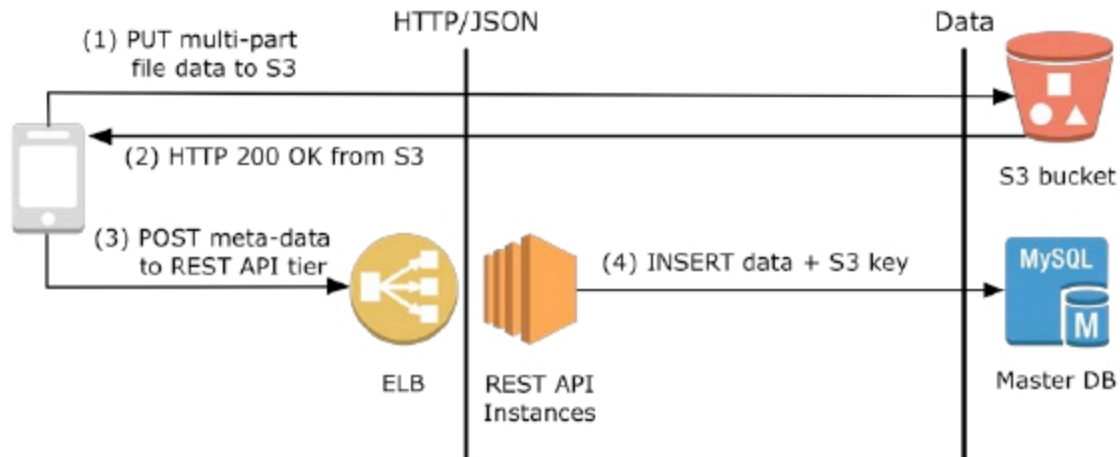 HTTP/JSON
Data
(1) PUT multi-part
file data to S3
(2) HTTP 200 OK from S3
S3 bucket
(3) POST meta-data
to REST API tier
(4) INSERT data + S3 key
MySQL
M
ELB
REST API
Instances
Master DB